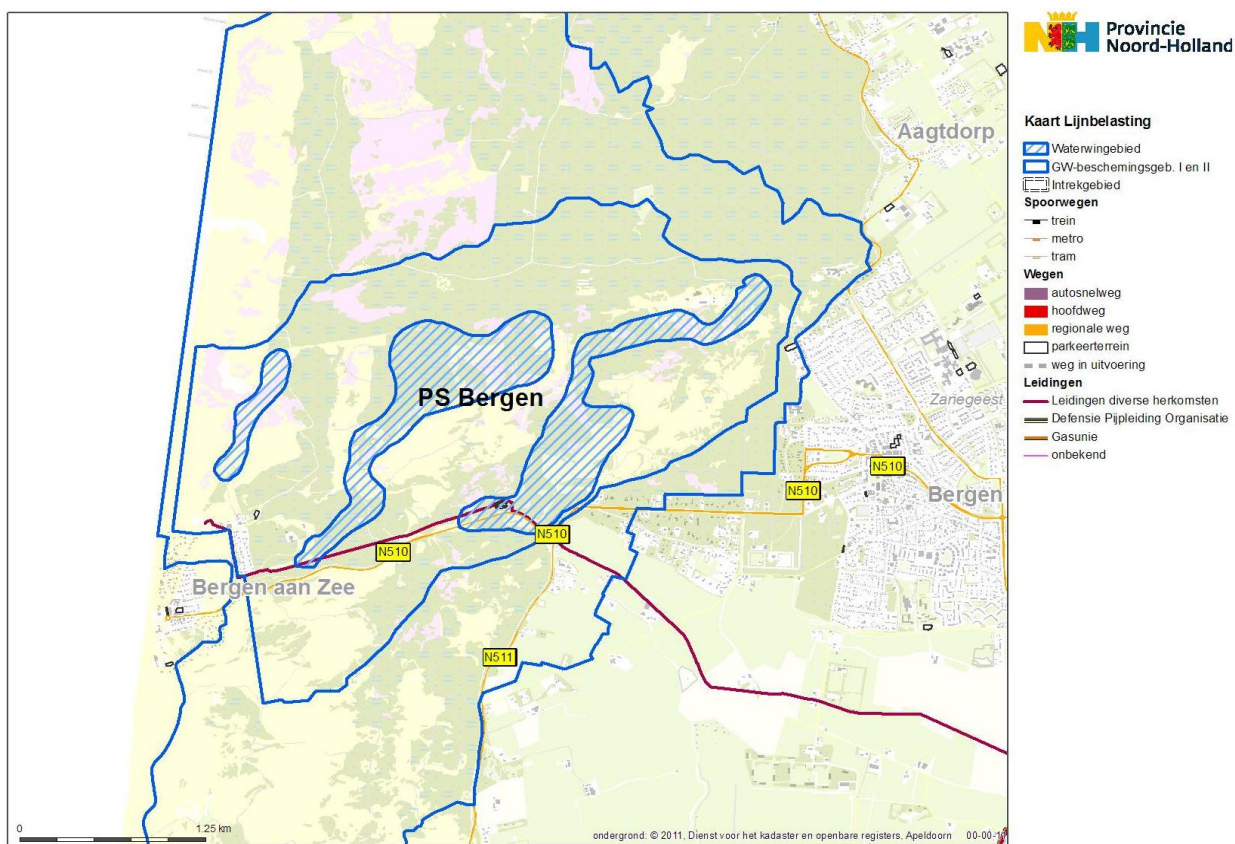 Aagtdorp
PS Bergen
Zanegeest
N510
N510
Bergen
N510
N510
Bergen aan Zee
N511
0
1.25 km
ondergrond: © 2011, Dienst voor het kadaster en openbare registers, Apeldoorn
NH
Provincie
Noord-Holland
Kaart Lijnbelasting
Waterwingebied
GW-beschemingsgeb. I en II
Intrekgebied
Spoorwegen
trein
metro
tram
Wegen
autosnelweg
hoofdweg
regionale weg
parkeerterrein
weg in uitvoering
Leidingen
Leidingen diverse herkomsten
Defensie Pijpleiding Organisatie
Gasunie
onbekend